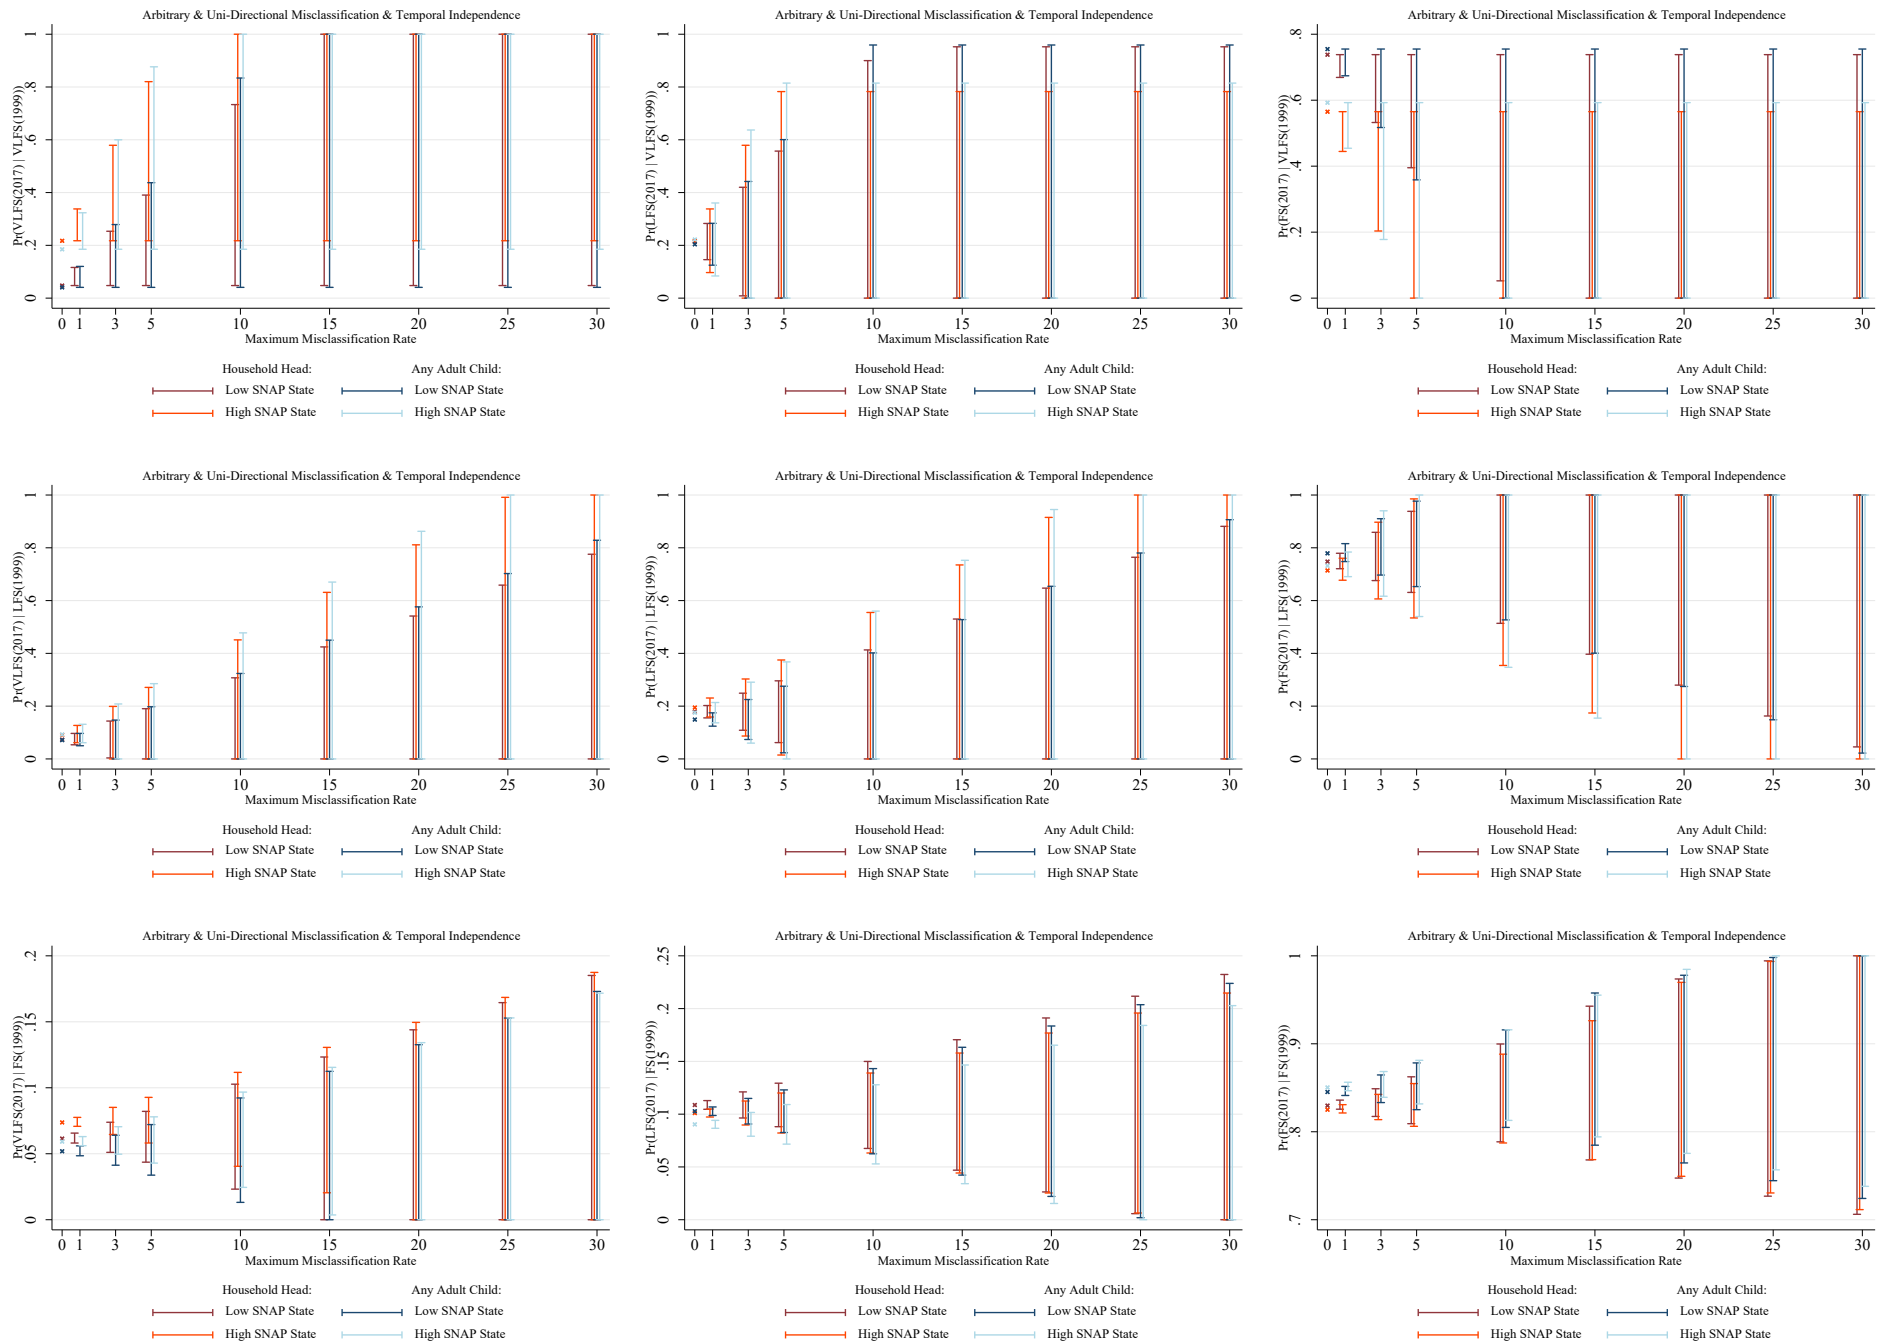 Arbitrary & Uni-Directional Misclassification & Temporal Independence
Pr(VLFS(2017) | VLFS(1999))
0 .2 .4 .6 .8 1
0 1 3 5 10 15 20 25 30
Maximum Misclassification Rate
Household Head: Any Adult Child:
Low SNAP State Low SNAP State
High SNAP State High SNAP State
Arbitrary & Uni-Directional Misclassification & Temporal Independence
Pr(LFS(2017) | VLFS(1999))
0 .2 .4 .6 .8 1
0 1 3 5 10 15 20 25 30
Maximum Misclassification Rate
Household Head: Any Adult Child:
Low SNAP State Low SNAP State
High SNAP State High SNAP State
Arbitrary & Uni-Directional Misclassification & Temporal Independence
Pr(FS(2017) | VLFS(1999))
0 .2 .4 .6 .8
0 1 3 5 10 15 20 25 30
Maximum Misclassification Rate
Household Head: Any Adult Child:
Low SNAP State Low SNAP State
High SNAP State High SNAP State
Arbitrary & Uni-Directional Misclassification & Temporal Independence
Pr(VLFS(2017) | LFS(1999))
0 .2 .4 .6 .8 1
0 1 3 5 10 15 20 25 30
Maximum Misclassification Rate
Household Head: Any Adult Child:
Low SNAP State Low SNAP State
High SNAP State High SNAP State
Arbitrary & Uni-Directional Misclassification & Temporal Independence
Pr(LFS(2017) | LFS(1999))
0 .2 .4 .6 .8 1
0 1 3 5 10 15 20 25 30
Maximum Misclassification Rate
Household Head: Any Adult Child:
Low SNAP State Low SNAP State
High SNAP State High SNAP State
Arbitrary & Uni-Directional Misclassification & Temporal Independence
Pr(FS(2017) | LFS(1999))
0 .2 .4 .6 .8 1
0 1 3 5 10 15 20 25 30
Maximum Misclassification Rate
Household Head: Any Adult Child:
Low SNAP State Low SNAP State
High SNAP State High SNAP State
Arbitrary & Uni-Directional Misclassification & Temporal Independence
Pr(VLFS(2017) | FS(1999))
0 .05 .1 .15 .2
0 1 3 5 10 15 20 25 30
Maximum Misclassification Rate
Household Head: Any Adult Child:
Low SNAP State Low SNAP State
High SNAP State High SNAP State
Arbitrary & Uni-Directional Misclassification & Temporal Independence
Pr(LFS(2017) | FS(1999))
0 .05 .1 .15 .2 .25
0 1 3 5 10 15 20 25 30
Maximum Misclassification Rate
Household Head: Any Adult Child:
Low SNAP State Low SNAP State
High SNAP State High SNAP State
Arbitrary & Uni-Directional Misclassification & Temporal Independence
Pr(FS(2017) | FS(1999))
.7 .8 .9 1
0 1 3 5 10 15 20 25 30
Maximum Misclassification Rate
Household Head: Any Adult Child:
Low SNAP State Low SNAP State
High SNAP State High SNAP State